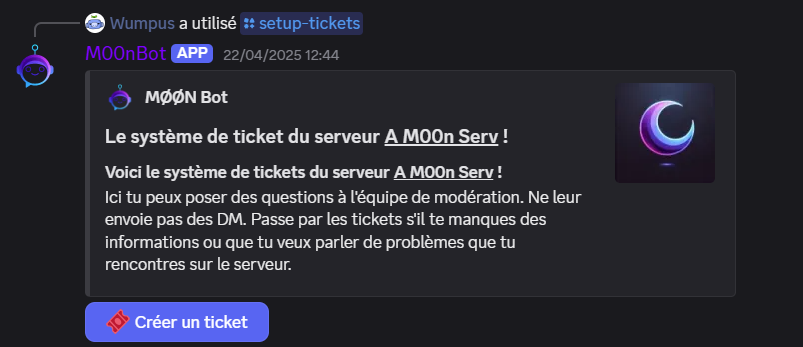 Wumpus a utilisé setup-tickets
M00nBot APP 22/04/2025 12:44
MØØN Bot
Le système de ticket du serveur A M00n Serv !
Voici le système de tickets du serveur A M00n Serv !
Ici tu peux poser des questions à l'équipe de modération. Ne leur
envoie pas des DM. Passe par les tickets s'il te manques des
informations ou que tu veux parler de problèmes que tu
rencontres sur le serveur.
Créer un ticket